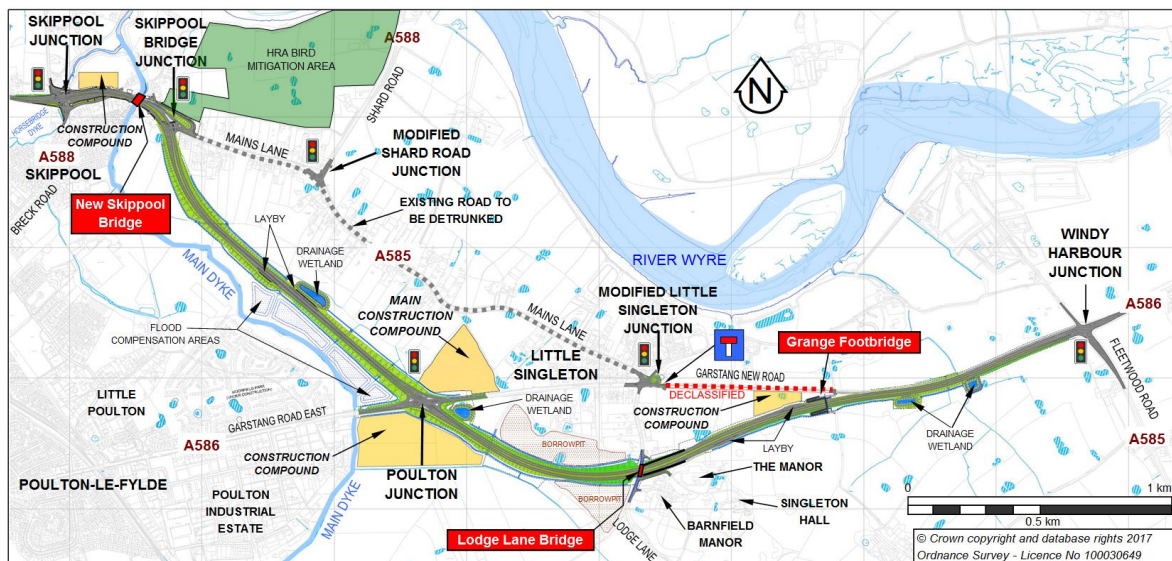 SKIPPOOL
JUNCTION
SKIPPOOL
BRIDGE
JUNCTION
HRA BIRD
MITIGATION AREA
A588
SHARD ROAD
N
HORSEBRIDGE
DYKE
CONSTRUCTION
COMPOUND
A588
SKIPPOOL
BRECK ROAD
New Skippool
Bridge
MAINS LANE
MODIFIED
SHARD ROAD
JUNCTION
EXISTING ROAD TO
BE DETRUNKED
LAYBY
DRAINAGE
WETLAND
A585
MAIN DYKE
MAIN
CONSTRUCTION
COMPOUND
MAINS LANE
RIVER WYRE
MODIFIED LITTLE
SINGLETON
JUNCTION
WINDY
HARBOUR
JUNCTION
A586
FLEETWOOD ROAD
A585
Grange Footbridge
GARSTANG NEW ROAD
DECLASSIFIED
FLOOD
COMPENSATION AREAS
LITTLE
SINGLETON
LITTLE
POULTON
GARSTANG ROAD EAST
A586
DRAINAGE
WETLAND
CONSTRUCTION
COMPOUND
LAYBY
DRAINAGE
WETLAND
CONSTRUCTION
COMPOUND
POULTON
JUNCTION
BORROWPIT
BORROWPIT
THE MANOR
SINGLETON
HALL
BARNFIELD
MANOR
LODGE LANE
Lodge Lane Bridge
POULTON-LE-FYLDE
POULTON
INDUSTRIAL
ESTATE
MAIN DYKE
0
1 km
0.5 km
© Crown copyright and database rights 2017
Ordnance Survey - Licence No 100030649